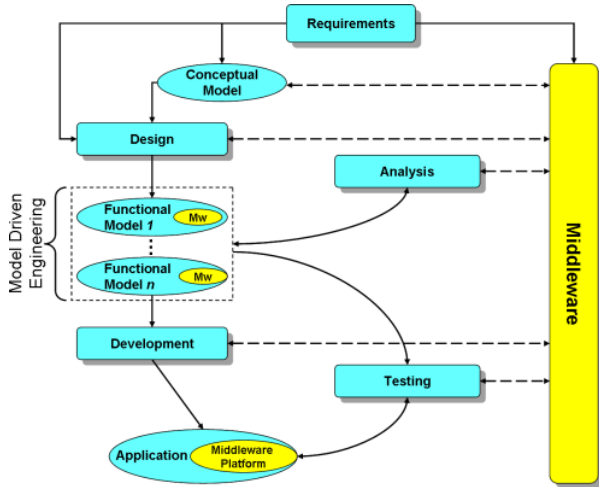 Requirements
Conceptual
Model
Design
Analysis
Model Driven
Engineering
Functional
Model 1
Mw
Functional
Model n
Mw
Middleware
Development
Testing
Application
Middleware
Platform